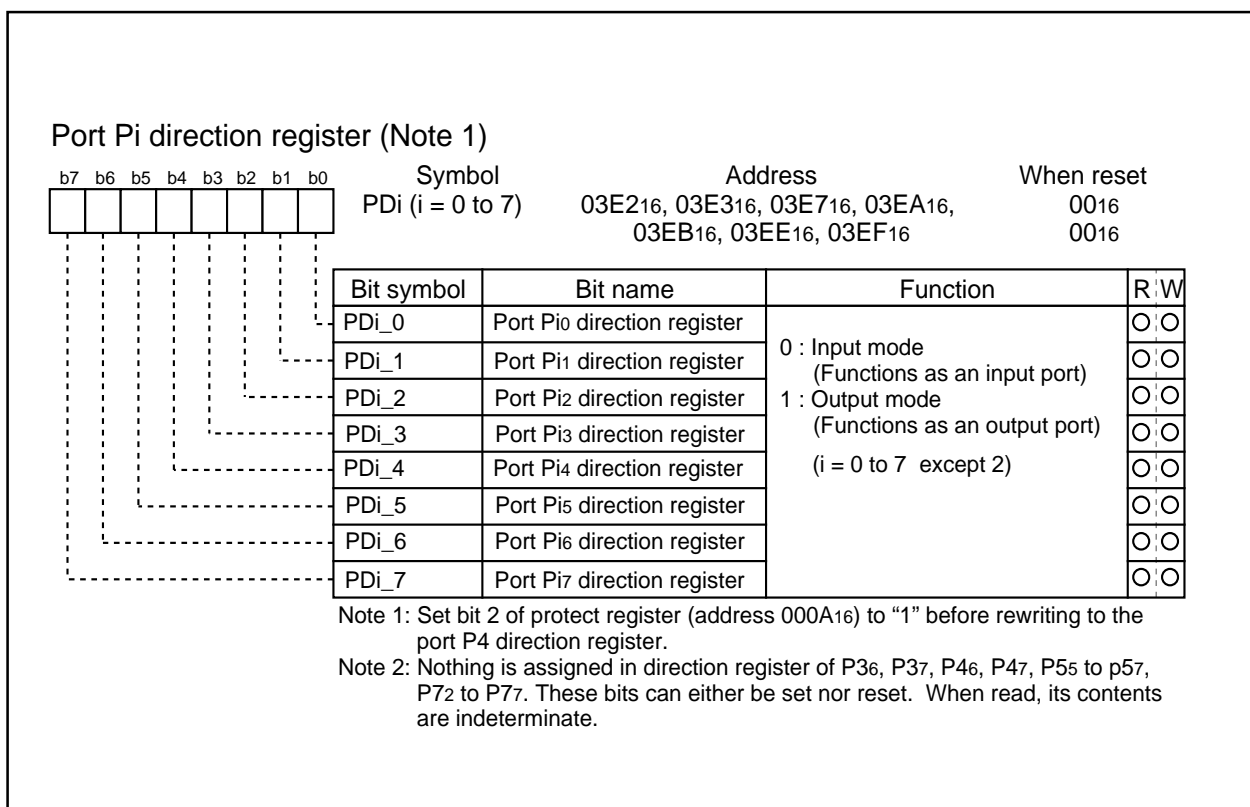 Port Pi direction register (Note 1)
b7 b6 b5 b4 b3 b2 b1 b0
Symbol Address When reset
PDi (i = 0 to 7) 03E216, 03E316, 03E716, 03EA16, 0016
03EB16, 03EE16, 03EF16 0016
Bit symbol Bit name Function R W
PDi_0 Port Pi0 direction register
PDi_1 Port Pi1 direction register
PDi_2 Port Pi2 direction register
PDi_3 Port Pi3 direction register
PDi_4 Port Pi4 direction register
PDi_5 Port Pi5 direction register
PDi_6 Port Pi6 direction register
PDi_7 Port Pi7 direction register
0 : Input mode
(Functions as an input port)
1 : Output mode
(Functions as an output port)
(i = 0 to 7 except 2)
Note 1: Set bit 2 of protect register (address 000A16) to “1” before rewriting to the
port P4 direction register.
Note 2: Nothing is assigned in direction register of P36, P37, P46, P47, P55 to p57,
P72 to P77. These bits can either be set nor reset. When read, its contents
are indeterminate.